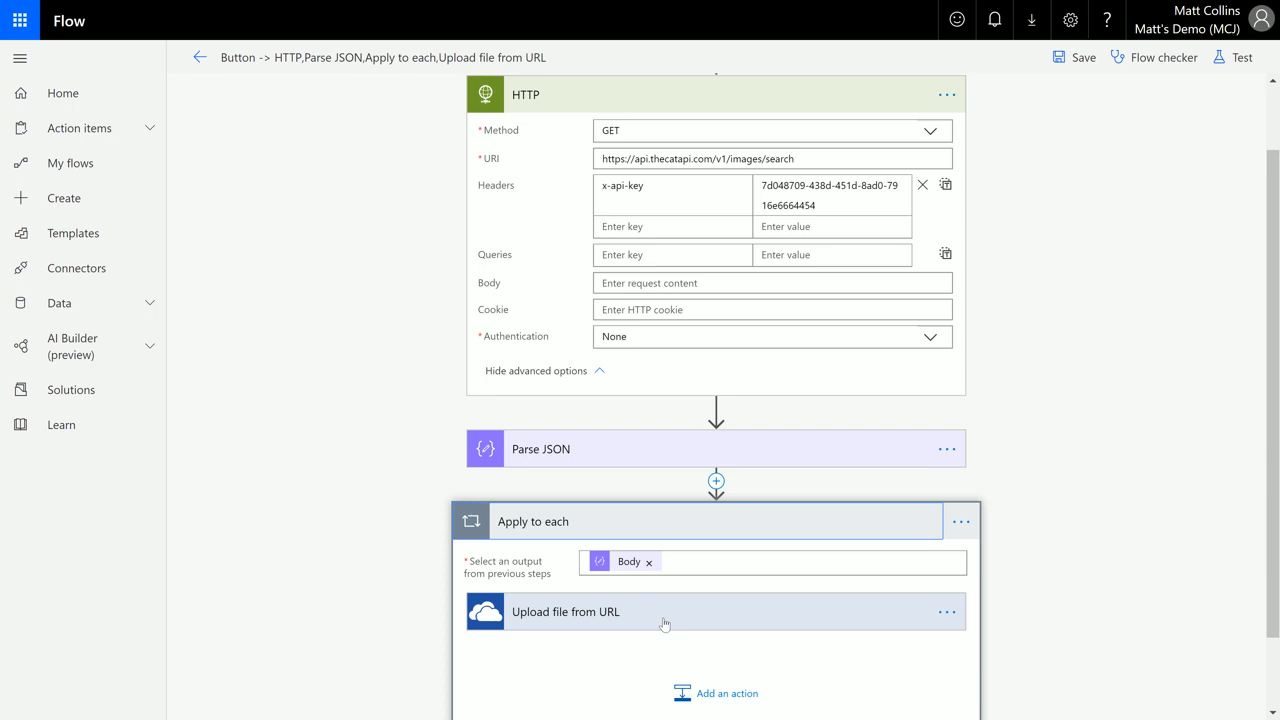 Flow
Matt Collins
Matt's Demo (MCJ)
Button -> HTTP,Parse JSON,Apply to each,Upload file from URL
Save
Flow checker
Test
Home
Action items
My flows
Create
Templates
Connectors
Data
AI Builder
(preview)
Solutions
Learn
HTTP
* Method
GET
* URI
https://api.thecatapi.com/v1/images/search
Headers
x-api-key
7d048709-438d-451d-8ad0-79
16e6664454
Enter key
Enter value
Queries
Enter key
Enter value
Body
Enter request content
Cookie
Enter HTTP cookie
* Authentication
None
Hide advanced options
Parse JSON
Apply to each
* Select an output
from previous steps
Body
Upload file from URL
Add an action